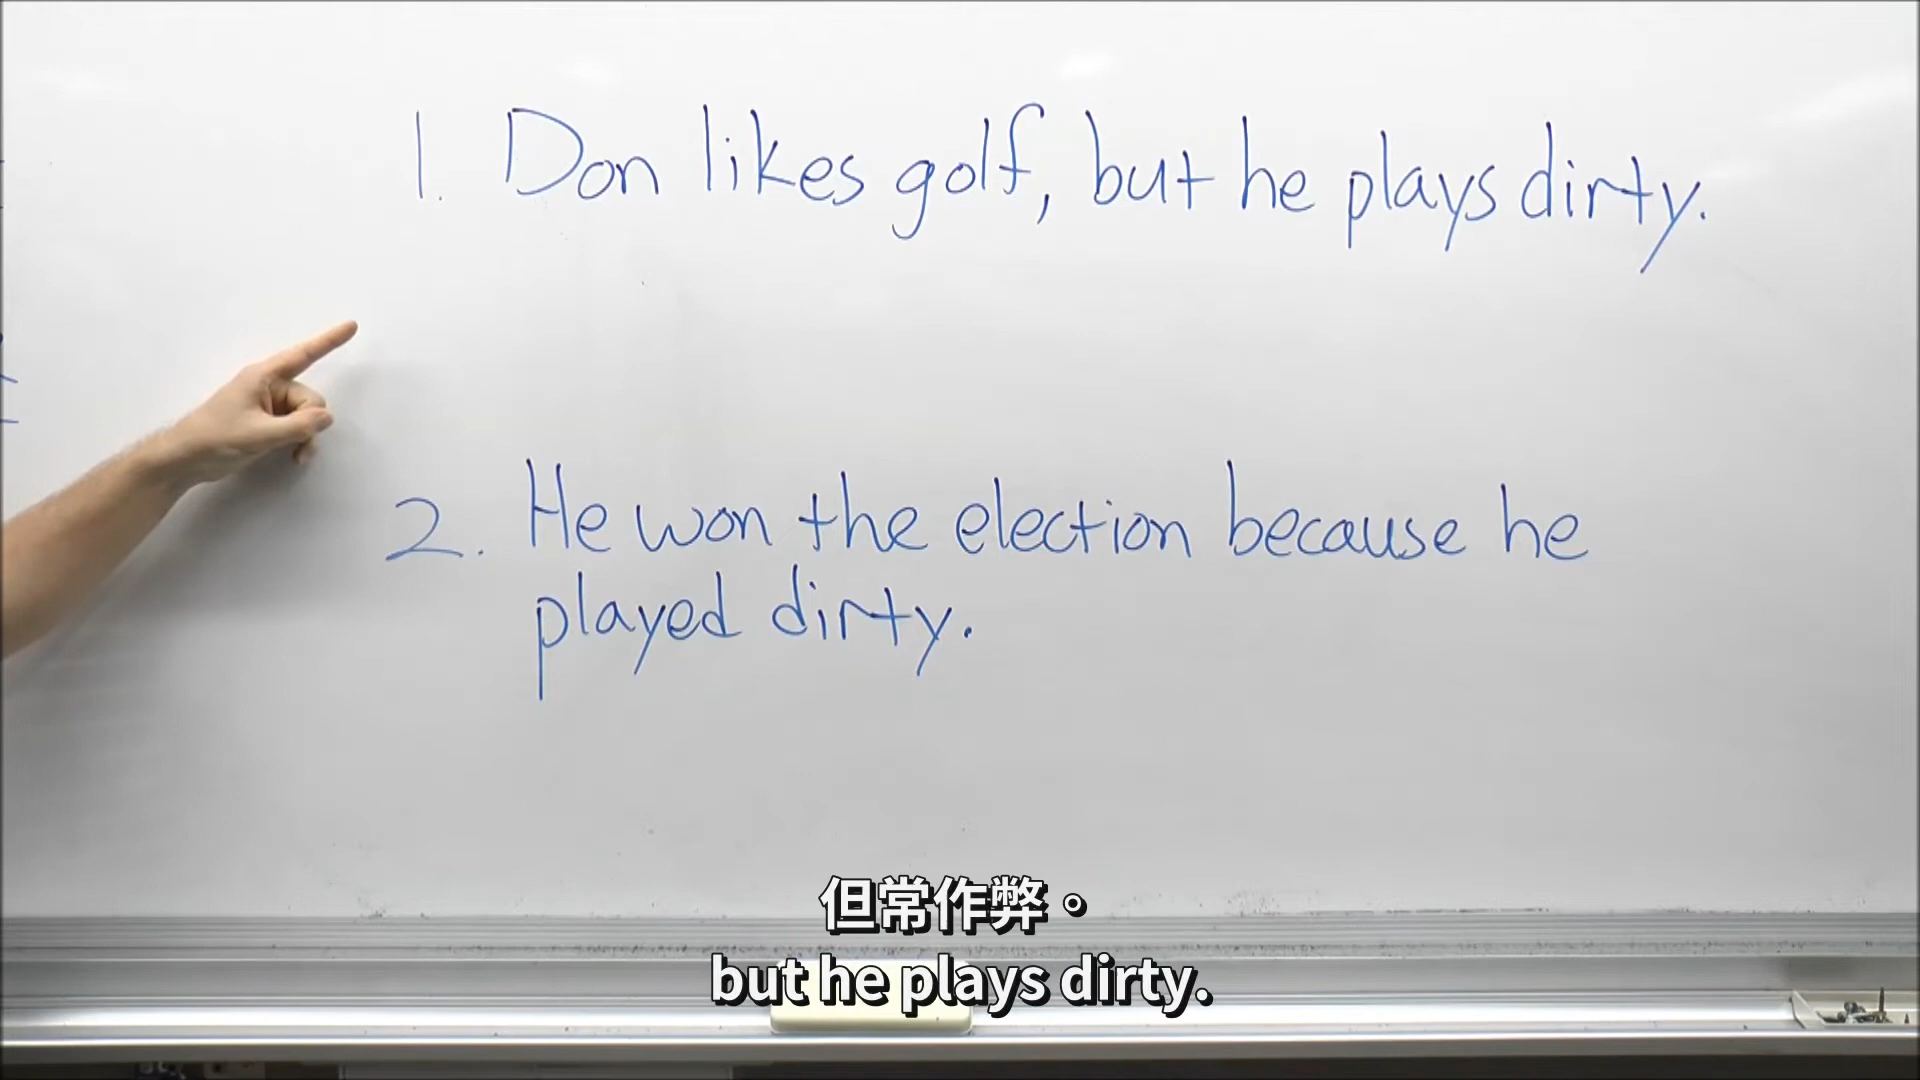 1. Don likes golf, but he plays dirty.
2. He won the election because he
played dirty.
但常作弊。
but he plays dirty.